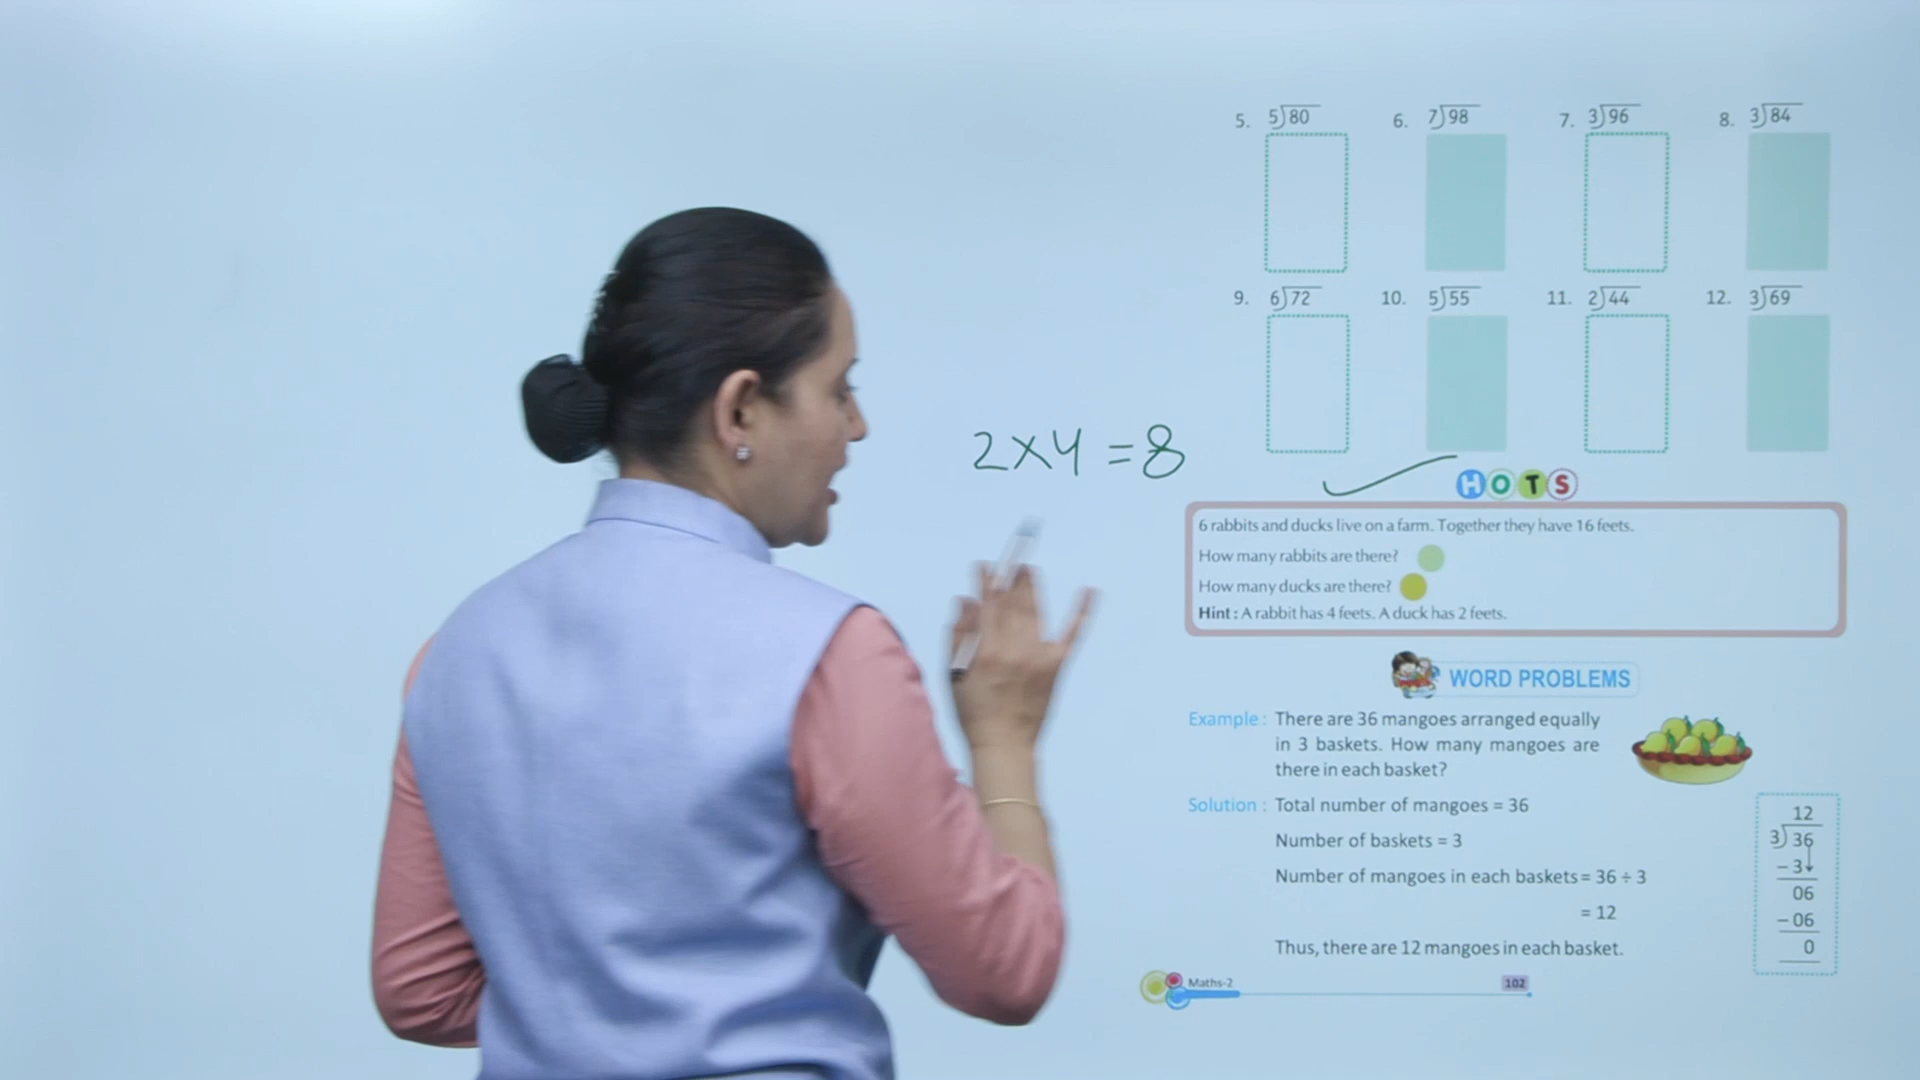 5. 5)80 6. 7)98 7. 3)96 8. 3)84
9. 6)72 10. 5)55 11. 2)44 12. 3)69
2×4=8
HOTS
6 rabbits and ducks live on a farm. Together they have 16 feets.
How many rabbits are there?
How many ducks are there?
Hint : A rabbit has 4 feets. A duck has 2 feets.
WORD PROBLEMS
Example : There are 36 mangoes arranged equally
in 3 baskets. How many mangoes are
there in each basket?
Solution : Total number of mangoes = 36
Number of baskets = 3
Number of mangoes in each baskets = 36 ÷ 3
= 12
Thus, there are 12 mangoes in each basket.
12
3)36
– 3
06
– 06
0
Maths-2 102